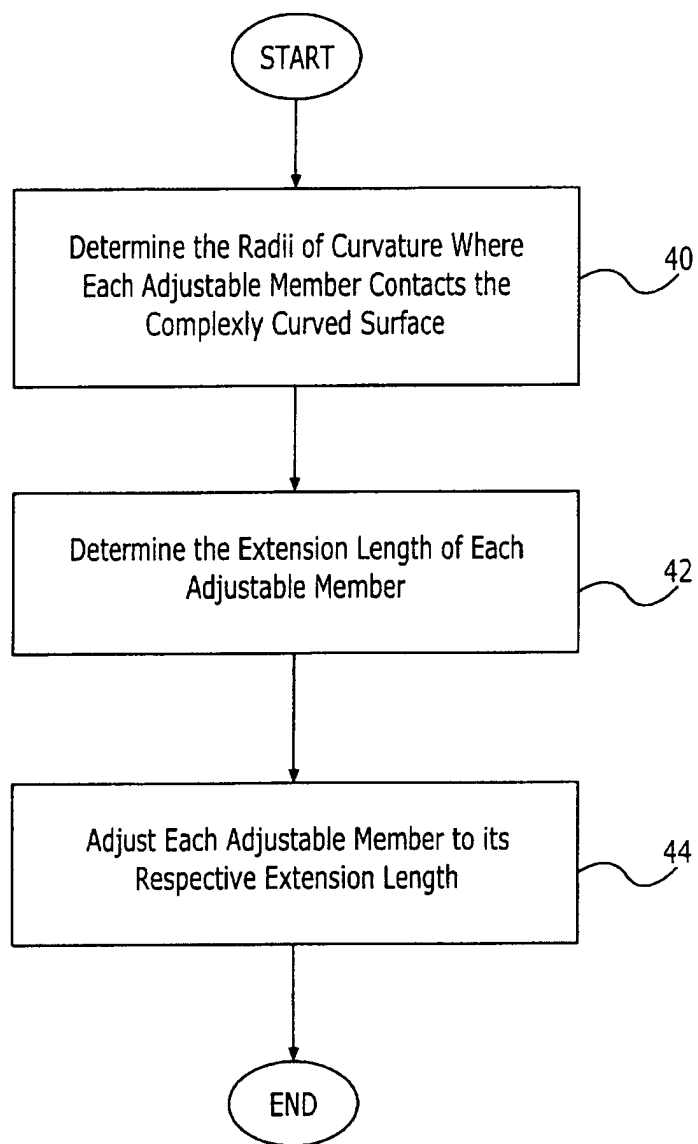 START
Determine the Radii of Curvature Where
Each Adjustable Member Contacts the
Complexly Curved Surface
40
Determine the Extension Length of Each
Adjustable Member
42
Adjust Each Adjustable Member to its
Respective Extension Length
44
END